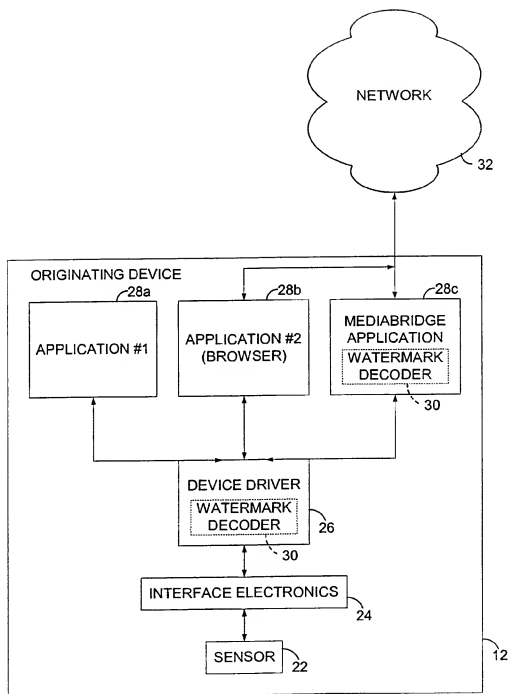 NETWORK
32
ORIGINATING DEVICE
28a
28b
28c
APPLICATION #1
APPLICATION #2
(BROWSER)
MEDIABRIDGE
APPLICATION
WATERMARK
DECODER
30
DEVICE DRIVER
WATERMARK
DECODER
26
30
INTERFACE ELECTRONICS
24
SENSOR
22
12